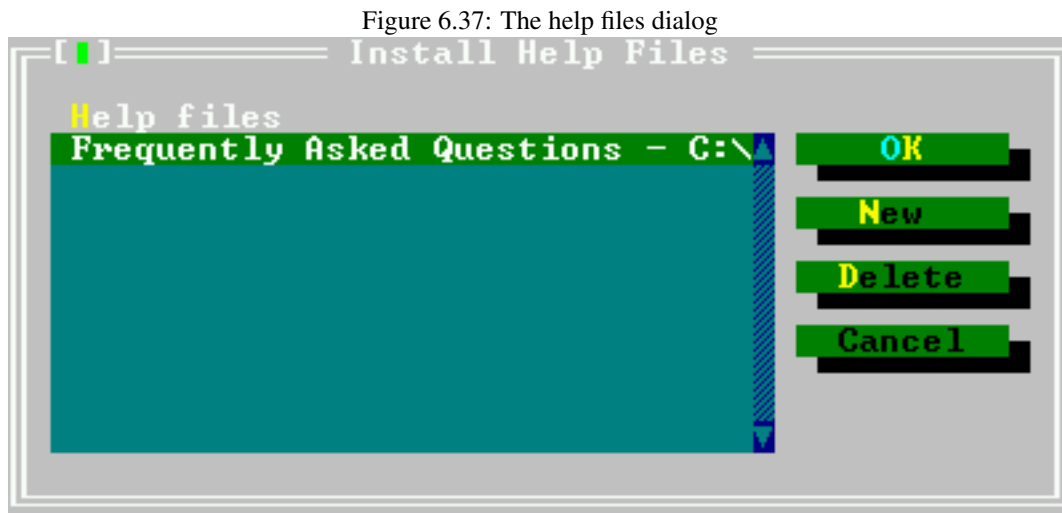 Figure 6.37: The help files dialog
[▮] Install Help Files
Help files
Frequently Asked Questions - C:\
OK
New
Delete
Cancel